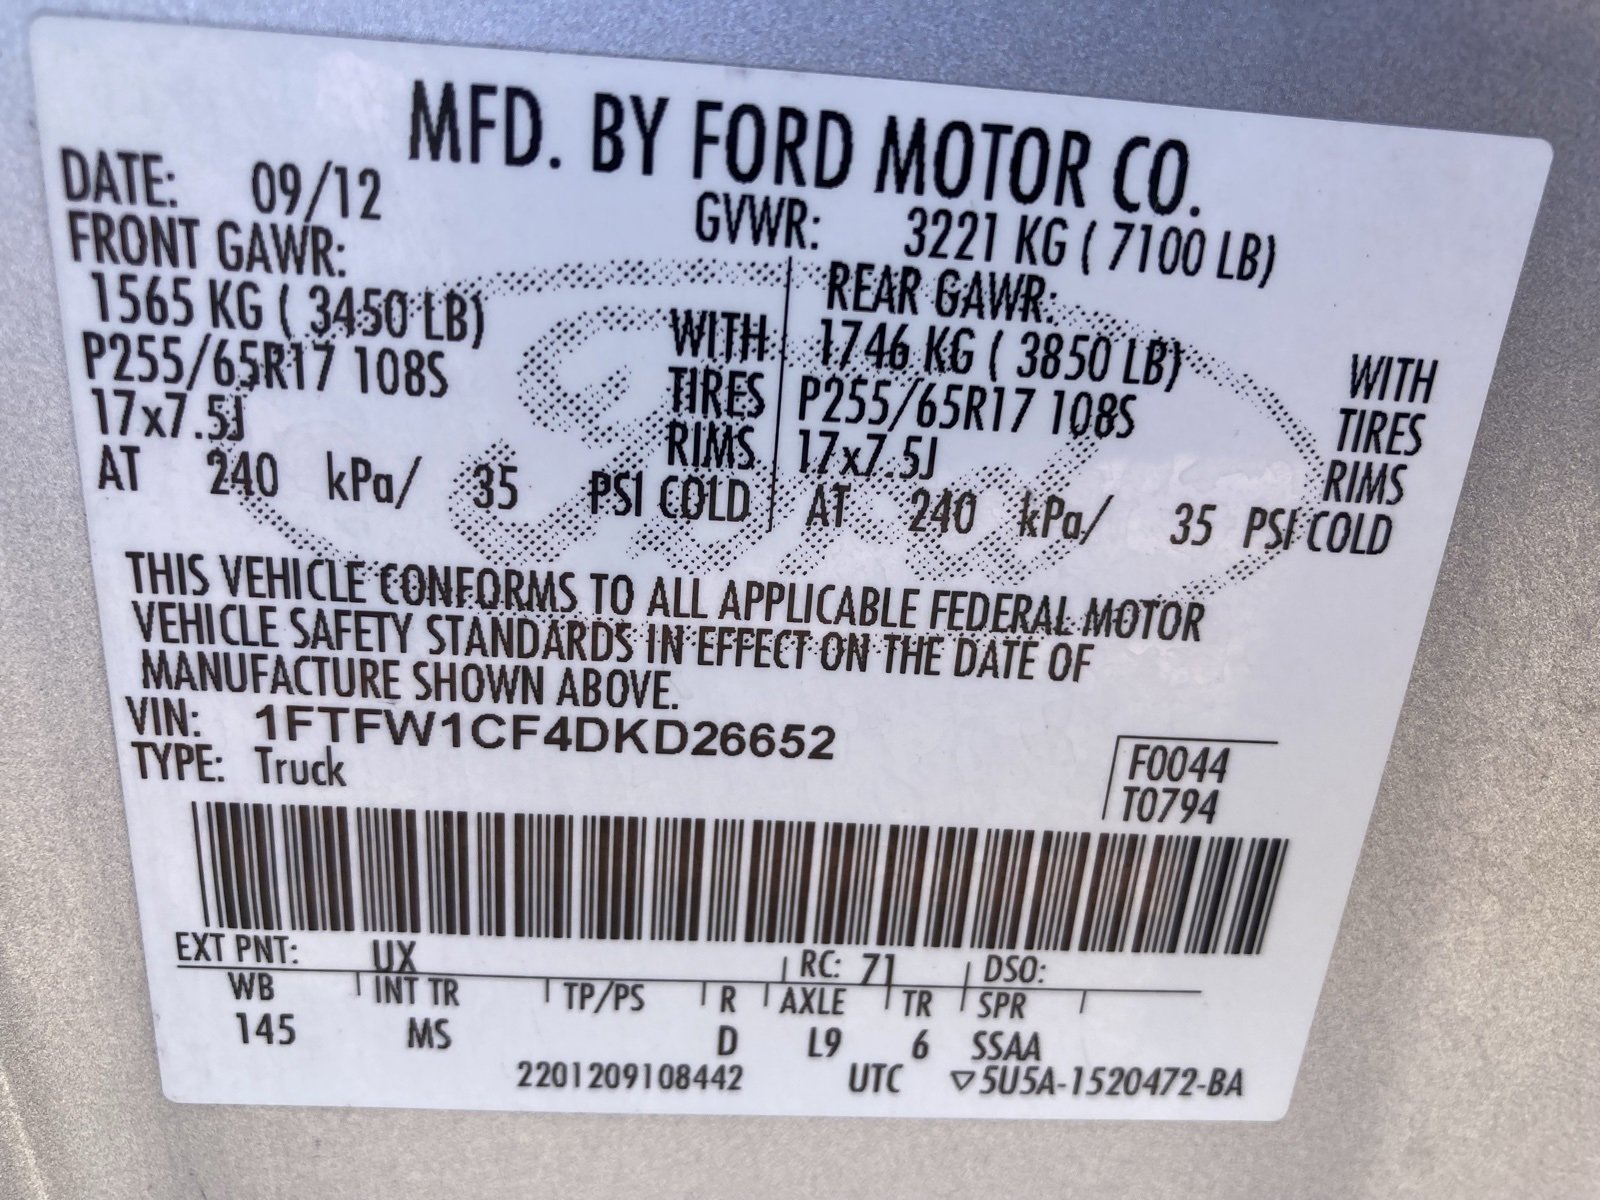 MFD. BY FORD MOTOR CO.
DATE: 09/12 GVWR: 3221 KG ( 7100 LB)
FRONT GAWR: REAR GAWR:
1565 KG ( 3450 LB) WITH 1746 KG ( 3850 LB) WITH
P255/65R17 108S TIRES P255/65R17 108S TIRES
17x7.5J RIMS 17x7.5J RIMS
AT 240 kPa/ 35 PSI COLD AT 240 kPa/ 35 PSI COLD
THIS VEHICLE CONFORMS TO ALL APPLICABLE FEDERAL MOTOR
VEHICLE SAFETY STANDARDS IN EFFECT ON THE DATE OF
MANUFACTURE SHOWN ABOVE.
VIN: 1FTFW1CF4DKD26652
TYPE: Truck
F0044
T0794
EXT PNT: UX RC: 71 DSO:
WB INT TR TP/PS R AXLE TR SPR
145 MS D L9 6 SSAA
2201209108442 UTC ▽5U5A-1520472-BA